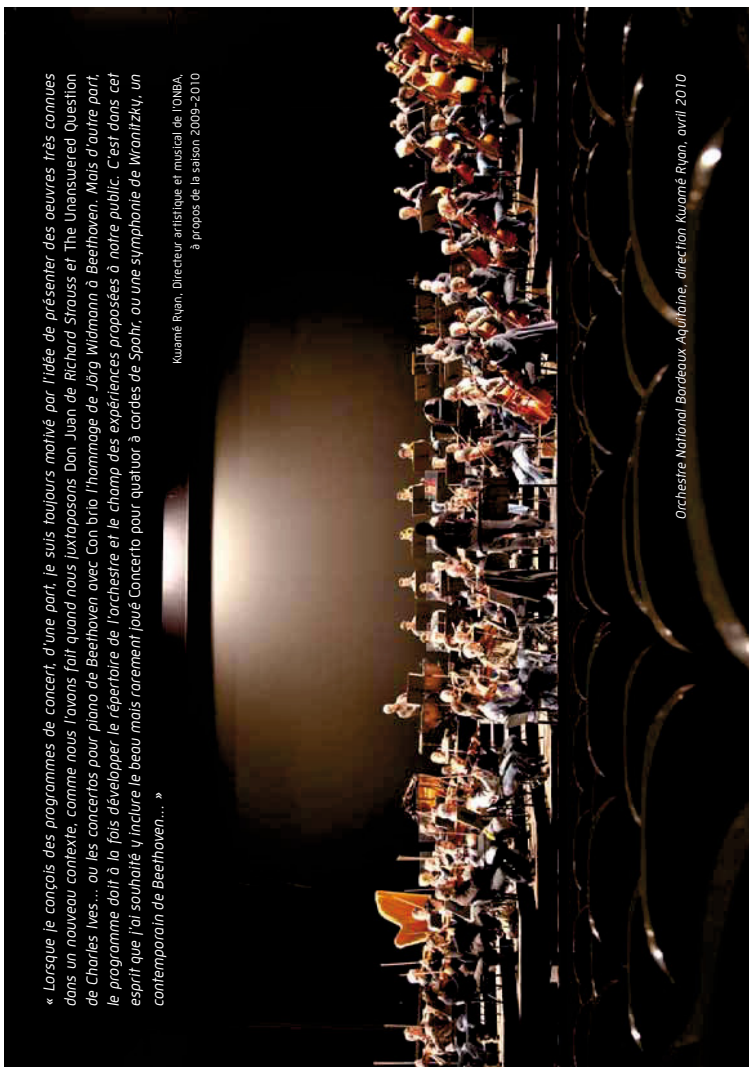 « Lorsque je conçois des programmes de concert, d'une part, je suis toujours motivé par l'idée de présenter des oeuvres très connues
dans un nouveau contexte, comme nous l'avons fait quand nous juxtaposons Don Juan de Richard Strauss et The Unanswered Question
de Charles Ives... ou les concertos pour piano de Beethoven avec Con brio l'hommage de Jörg Widmann à Beethoven. Mais d'autre part,
le programme doit à la fois développer le répertoire de l'orchestre et le champ des expériences proposées à notre public. C'est dans cet
esprit que j'ai souhaité y inclure le beau mais rarement joué Concerto pour quatuor à cordes de Spohr, ou une symphonie de Wranitzky, un
contemporain de Beethoven... »
Kwamé Ryan, Directeur artistique et musical de l'ONBA,
à propos de la saison 2009-2010
Orchestre National Bordeaux Aquitaine, direction Kwamé Ryan, avril 2010